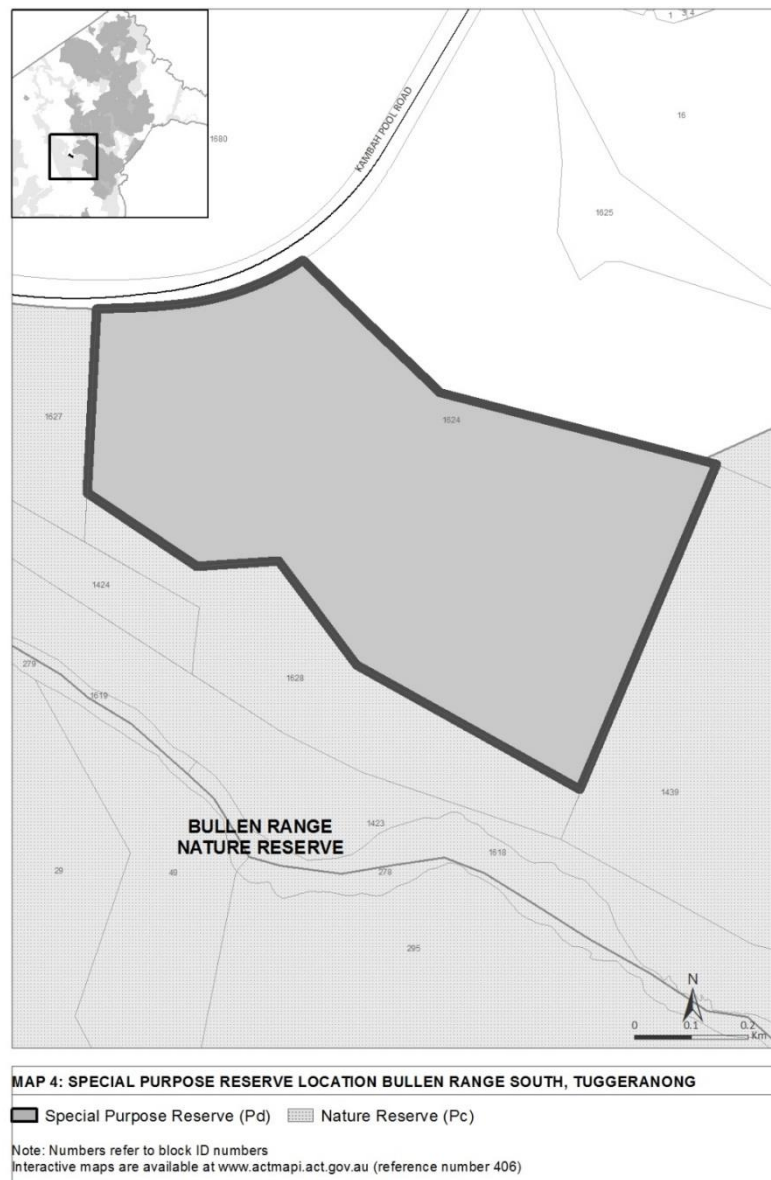 1 3 4
1680
16
KAMBAH POOL ROAD
1625
1627
1624
1424
279
1619
1628
1439
BULLEN RANGE
NATURE RESERVE
1423
1618
29
49
278
295
N
0 0.1 0.2
Km
MAP 4: SPECIAL PURPOSE RESERVE LOCATION BULLEN RANGE SOUTH, TUGGERANONG
Special Purpose Reserve (Pd) Nature Reserve (Pc)
Note: Numbers refer to block ID numbers
Interactive maps are available at www.actmapi.act.gov.au (reference number 406)